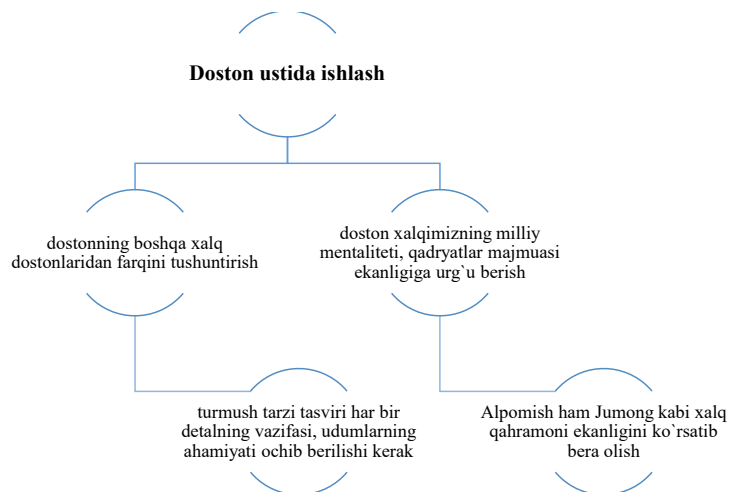 Doston ustida ishlash
dostonning boshqa xalq
dostonlaridan farqini tushuntirish
doston xalqimizning milliy
mentaliteti, qadryatlar majmuasi
ekanligiga urg`u berish
turmush tarzi tasviri har bir
detalning vazifasi, udumlarning
ahamiyati ochib berilishi kerak
Alpomish ham Jumong kabi xalq
qahramoni ekanligini ko`rsatib
bera olish